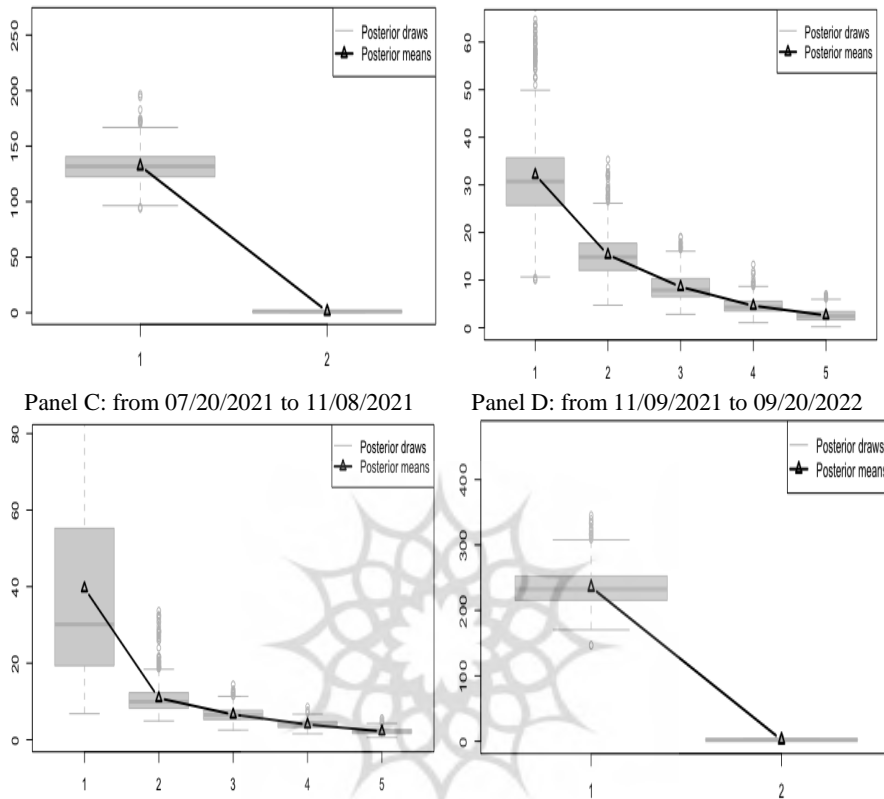 Posterior draws
Posterior means
250
200
150
100
50
0
1 2
Posterior draws
Posterior means
60
50
40
30
20
10
0
1 2 3 4 5
Panel C: from 07/20/2021 to 11/08/2021
Panel D: from 11/09/2021 to 09/20/2022
Posterior draws
Posterior means
80
60
40
20
0
1 2 3 4 5
Posterior draws
Posterior means
400
300
200
100
0
1 2